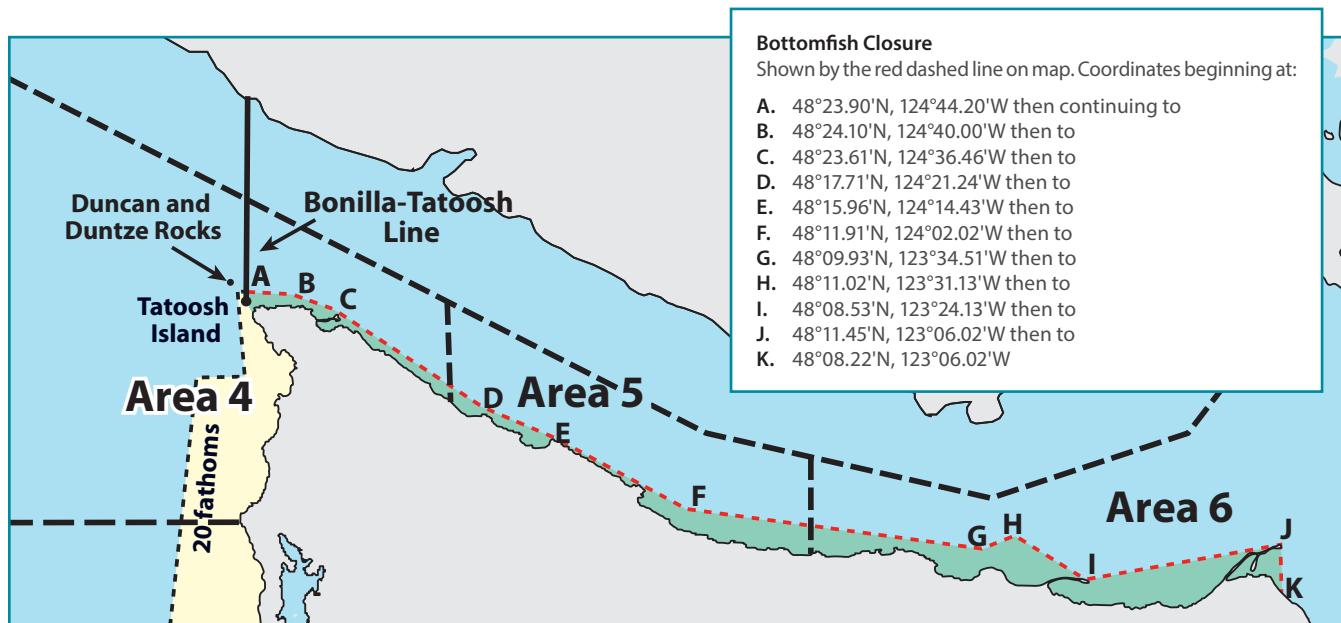 Bottomfish Closure
Shown by the red dashed line on map. Coordinates beginning at:
A. 48°23.90'N, 124°44.20'W then continuing to
B. 48°24.10'N, 124°40.00'W then to
C. 48°23.61'N, 124°36.46'W then to
D. 48°17.71'N, 124°21.24'W then to
E. 48°15.96'N, 124°14.43'W then to
F. 48°11.91'N, 124°02.02'W then to
G. 48°09.93'N, 123°34.51'W then to
H. 48°11.02'N, 123°31.13'W then to
I. 48°08.53'N, 123°24.13'W then to
J. 48°11.45'N, 123°06.02'W then to
K. 48°08.22'N, 123°06.02'W
Duncan and
Duntze Rocks
Bonilla-Tatoosh
Line
A
B
C
Tatoosh
Island
Area 4
20 fathoms
D
Area 5
E
F
G
H
Area 6
I
J
K